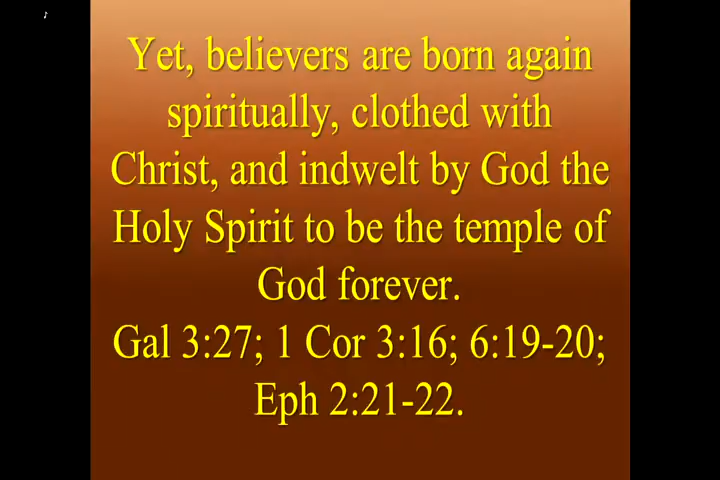 Yet, believers are born again
spiritually, clothed with
Christ, and indwelt by God the
Holy Spirit to be the temple of
God forever.
Gal 3:27; 1 Cor 3:16; 6:19-20;
Eph 2:21-22.